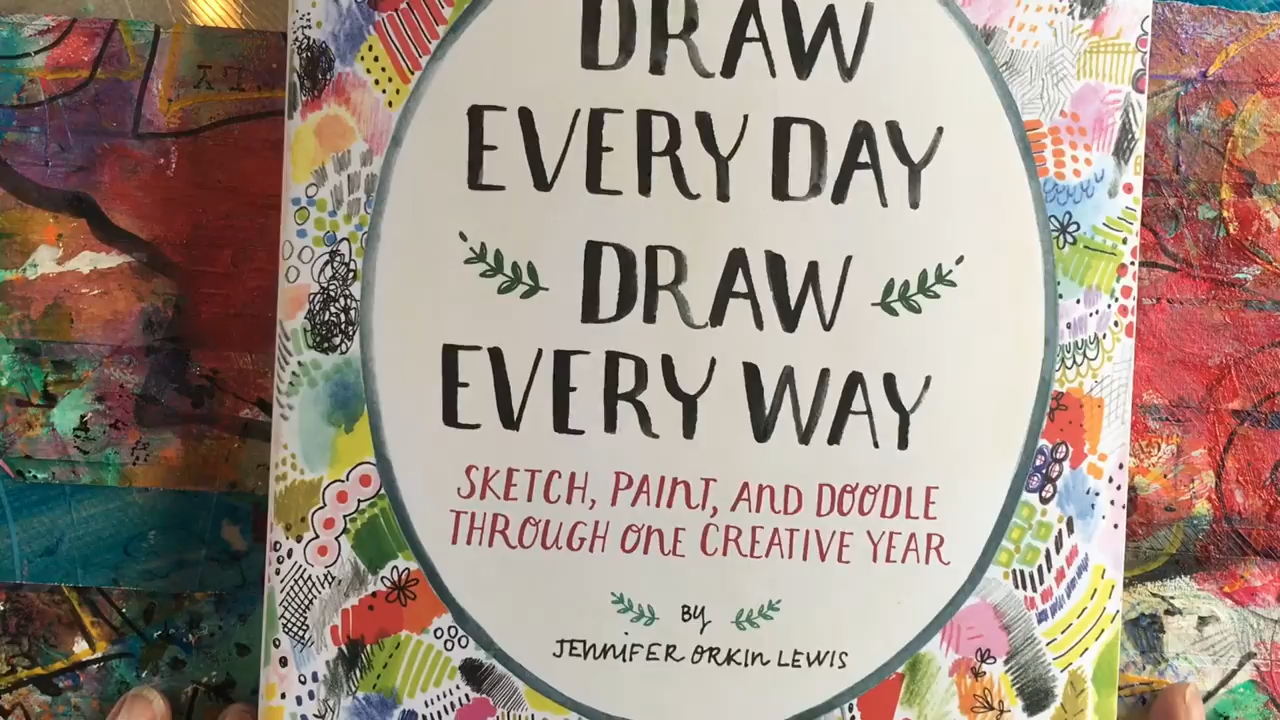 DRAW
EVERY DAY
DRAW
EVERY WAY
SKETCH, PAINT, AND DOODLE
THROUGH ONE CREATIVE YEAR
BY
JENNIFER ORKIN LEWIS